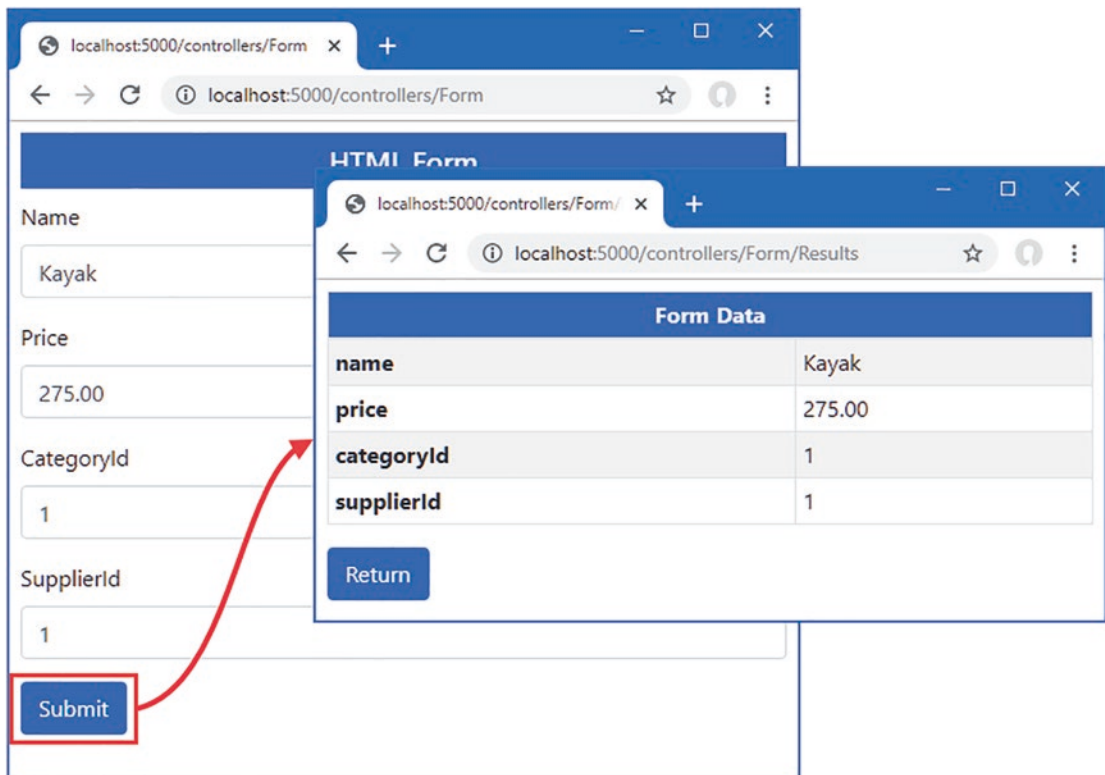 localhost:5000/controllers/Form
localhost:5000/controllers/Form
HTML Form
Name
Kayak
Price
275.00
CategoryId
1
SupplierId
1
Submit
localhost:5000/controllers/Form/
localhost:5000/controllers/Form/Results
Form Data
name Kayak
price 275.00
categoryId 1
supplierId 1
Return